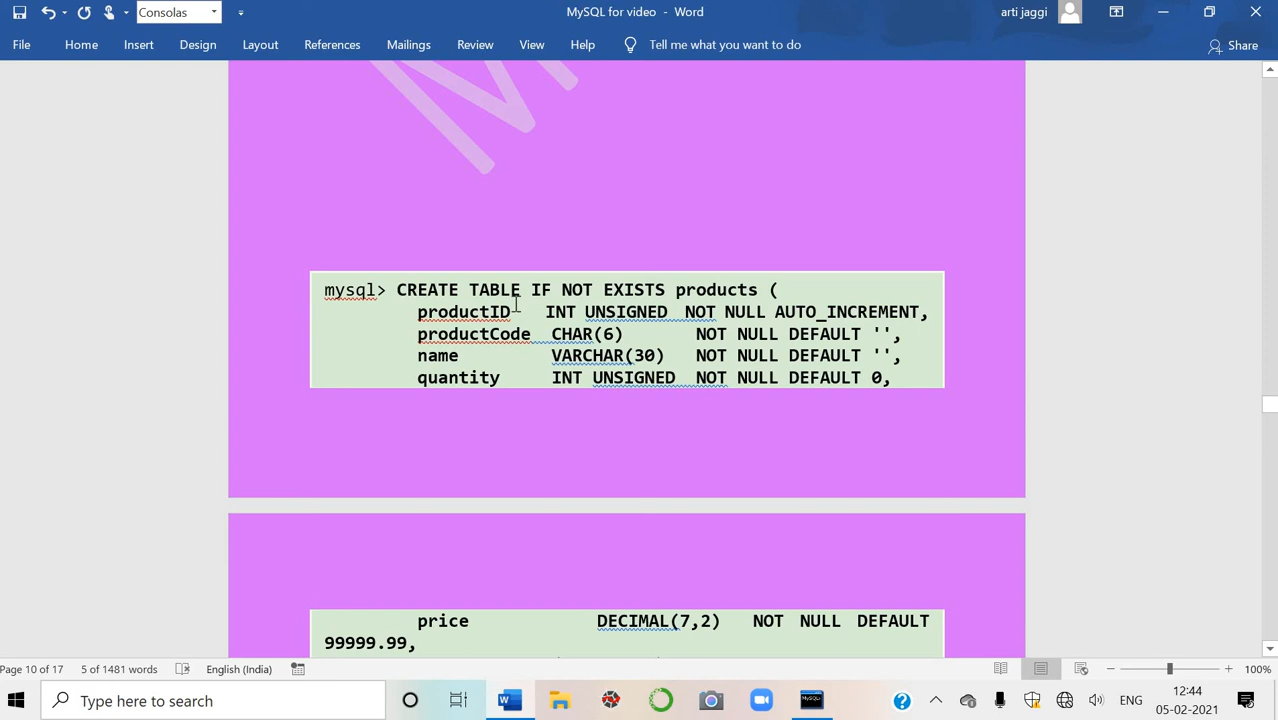 Consolas
MySQL for video - Word
arti jaggi
File Home Insert Design Layout References Mailings Review View Help Tell me what you want to do Share
M
mysql> CREATE TABLE IF NOT EXISTS products (
productID INT UNSIGNED NOT NULL AUTO_INCREMENT,
productCode CHAR(6) NOT NULL DEFAULT '',
name VARCHAR(30) NOT NULL DEFAULT '',
quantity INT UNSIGNED NOT NULL DEFAULT 0,
price DECIMAL(7,2) NOT NULL DEFAULT
99999.99,
Page 10 of 17 5 of 1481 words English (India) 100%
Type here to search
ENG
12:44
05-02-2021